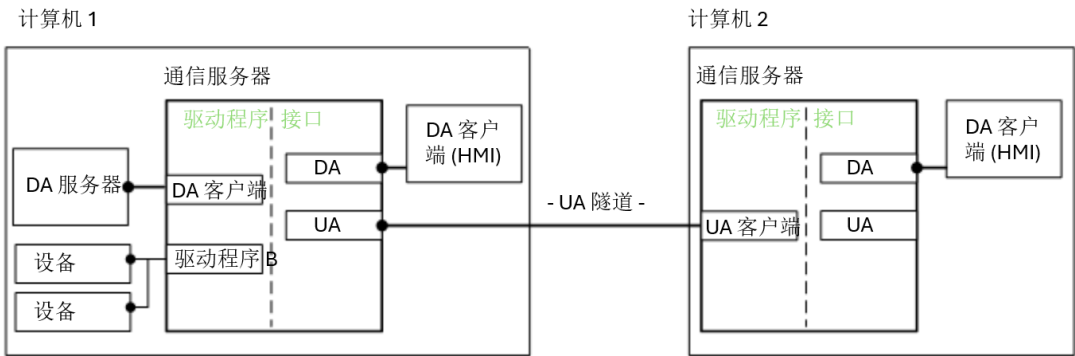 计算机 1
计算机 2
通信服务器
通信服务器
驱动程序 接口
驱动程序 接口
DA 客户
端 (HMI)
DA 客户
端 (HMI)
DA
DA
DA 服务器
DA 客户端
- UA 隧道 -
UA
UA 客户端
UA
设备
驱动程序 B
设备